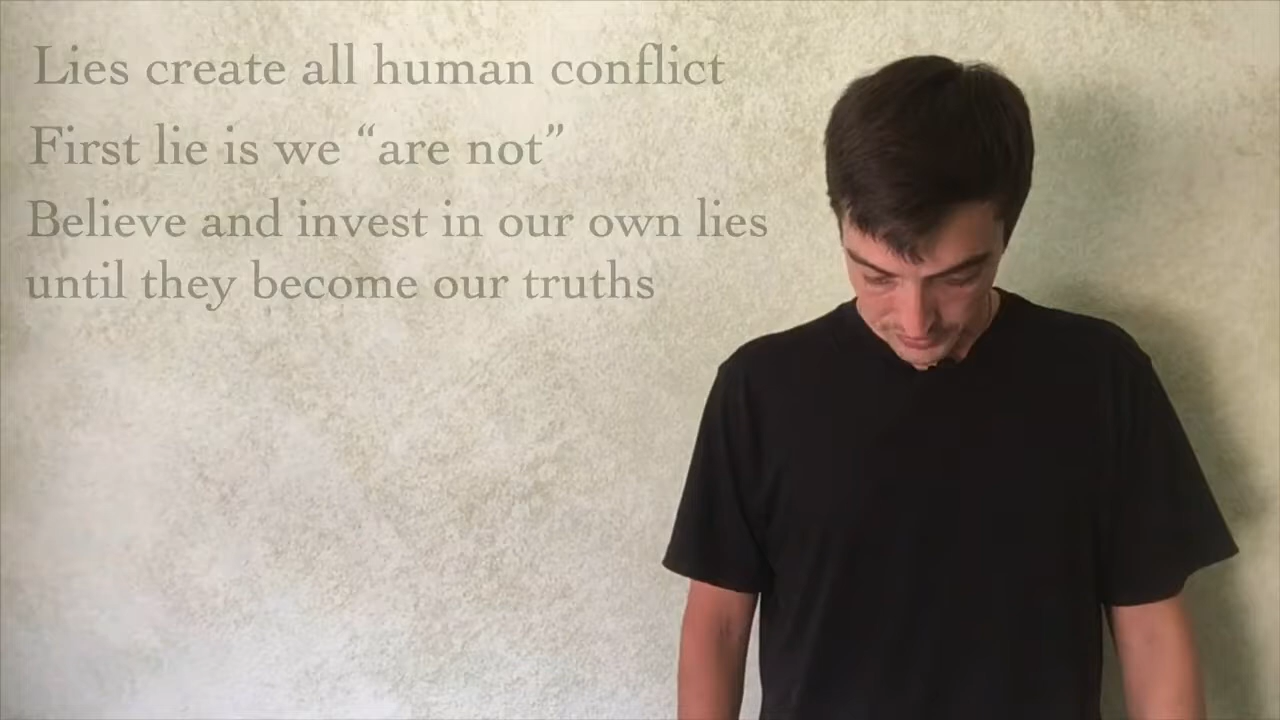 Lies create all human conflict
First lie is we “are not”
Believe and invest in our own lies
until they become our truths